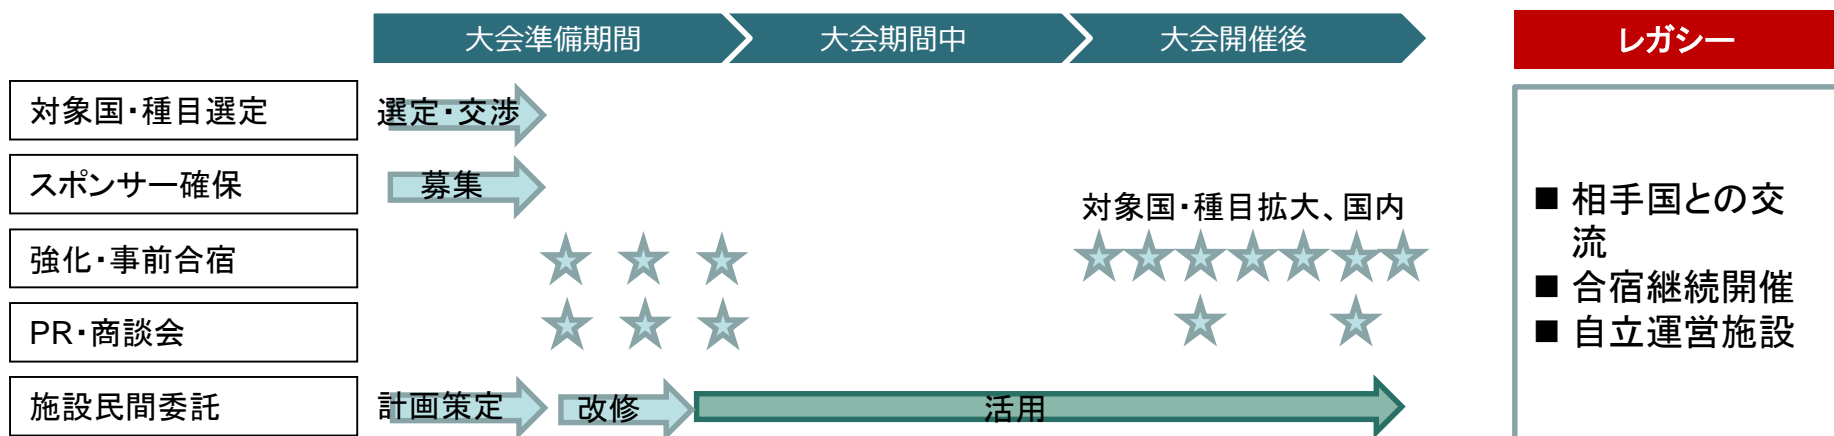 大会準備期間
大会期間中
大会開催後
レガシー
対象国・種目選定
選定・交渉
スポンサー確保
募集
対象国・種目拡大、国内
強化・事前合宿
PR・商談会
施設民間委託
計画策定
改修
活用
■ 相手国との交
流
■ 合宿継続開催
■ 自立運営施設